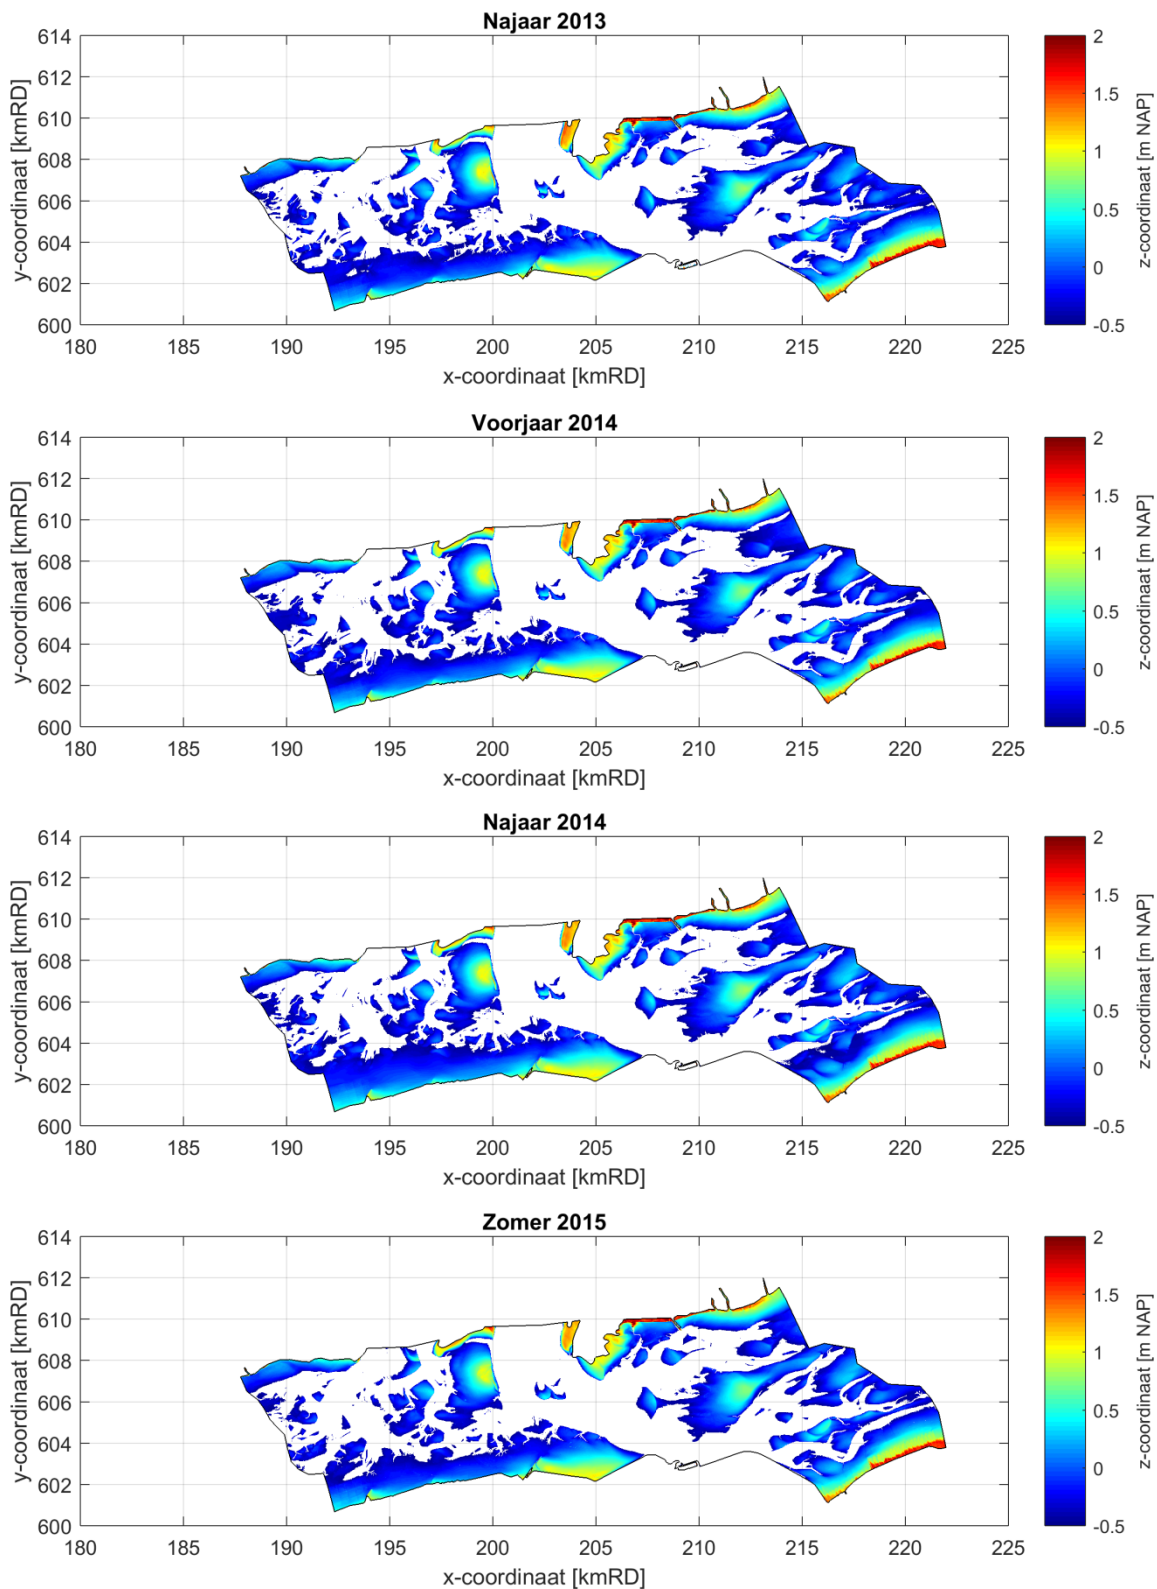 Najaar 2013
614
612
610
608
606
604
602
600
y-coordinaat [kmRD]
180 185 190 195 200 205 210 215 220 225
x-coordinaat [kmRD]
2
1.5
1
0.5
0
-0.5
z-coordinaat [m NAP]
Voorjaar 2014
614
612
610
608
606
604
602
600
y-coordinaat [kmRD]
180 185 190 195 200 205 210 215 220 225
x-coordinaat [kmRD]
2
1.5
1
0.5
0
-0.5
z-coordinaat [m NAP]
Najaar 2014
614
612
610
608
606
604
602
600
y-coordinaat [kmRD]
180 185 190 195 200 205 210 215 220 225
x-coordinaat [kmRD]
2
1.5
1
0.5
0
-0.5
z-coordinaat [m NAP]
Zomer 2015
614
612
610
608
606
604
602
600
y-coordinaat [kmRD]
180 185 190 195 200 205 210 215 220 225
x-coordinaat [kmRD]
2
1.5
1
0.5
0
-0.5
z-coordinaat [m NAP]